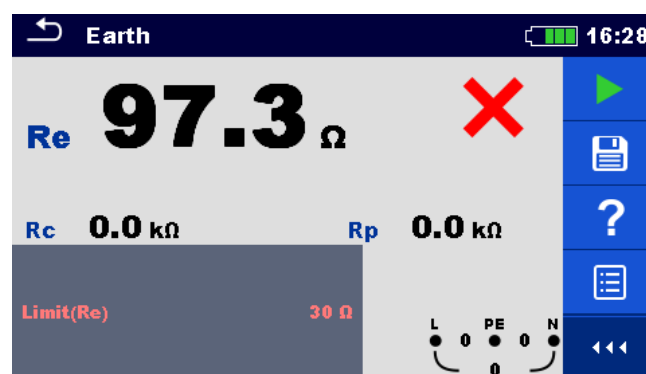 Earth 16:28
Re 97.3 Ω
Rc 0.0 kΩ Rp 0.0 kΩ
?
Limit(Re) 30 Ω
L PE N
0 0
0